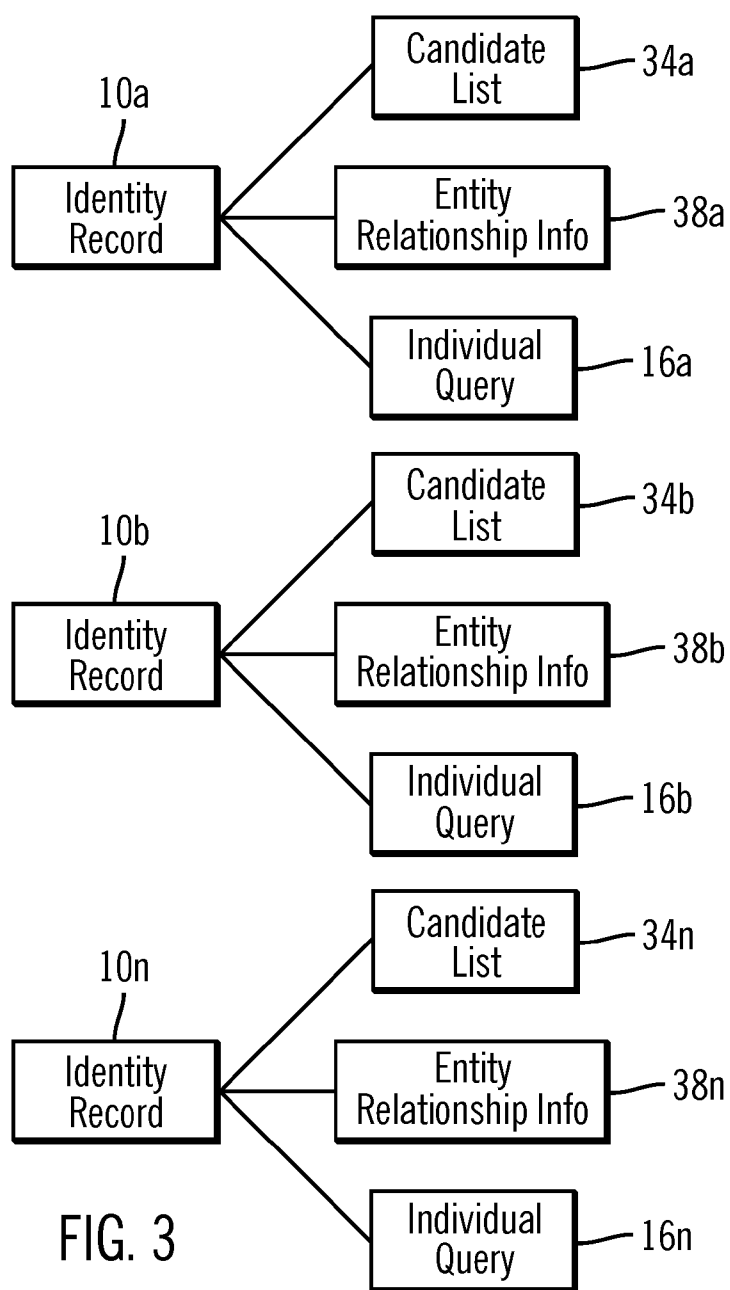 Candidate
List
34a
10a
Identity
Record
Entity
Relationship Info
38a
Individual
Query
16a
Candidate
List
34b
10b
Identity
Record
Entity
Relationship Info
38b
Individual
Query
16b
Candidate
List
34n
10n
Identity
Record
Entity
Relationship Info
38n
Individual
Query
16n
FIG. 3